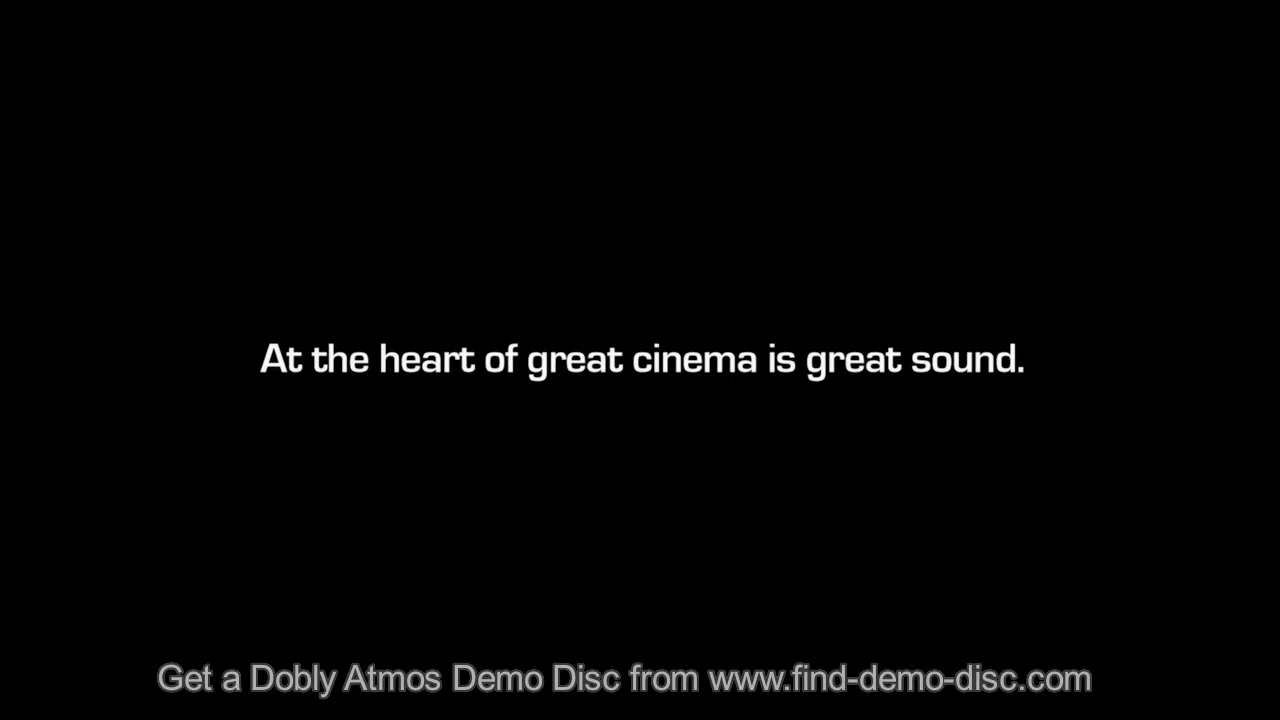 At the heart of great cinema is great sound.
Get a Dobly Atmos Demo Disc from www.find-demo-disc.com